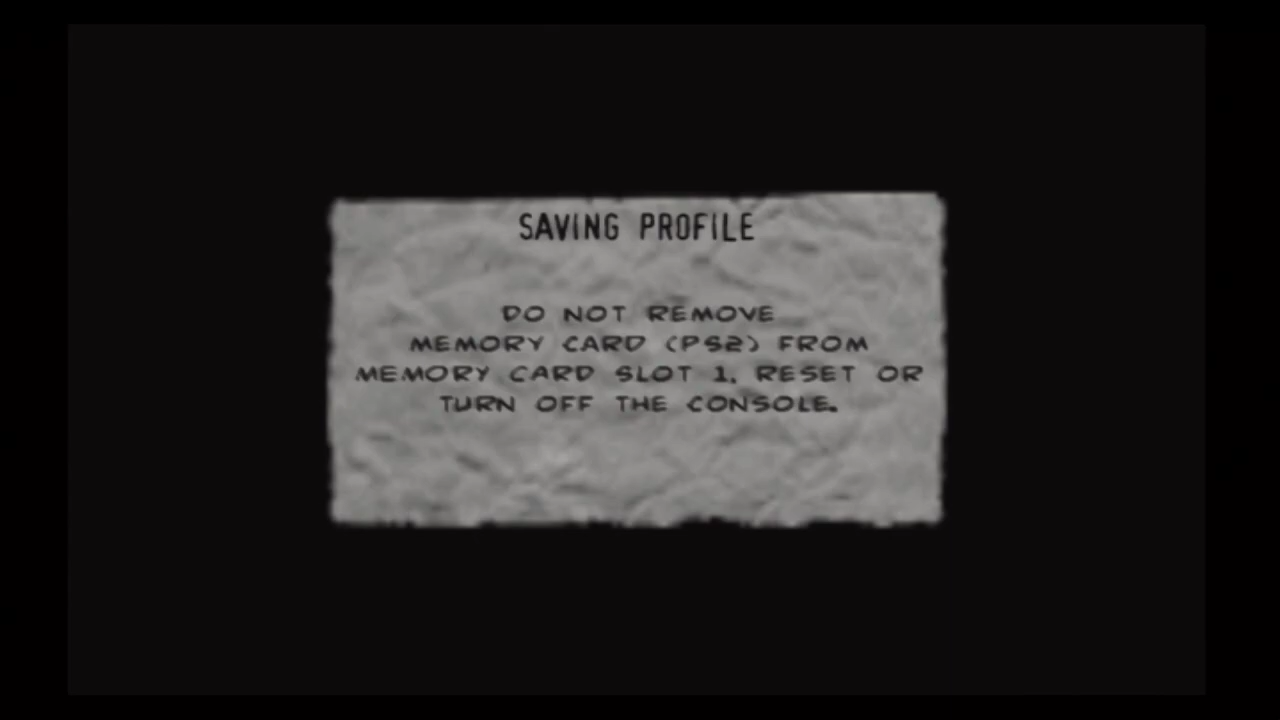 SAVING PROFILE
DO NOT REMOVE
MEMORY CARD (PS2) FROM
MEMORY CARD SLOT 1, RESET OR
TURN OFF THE CONSOLE.